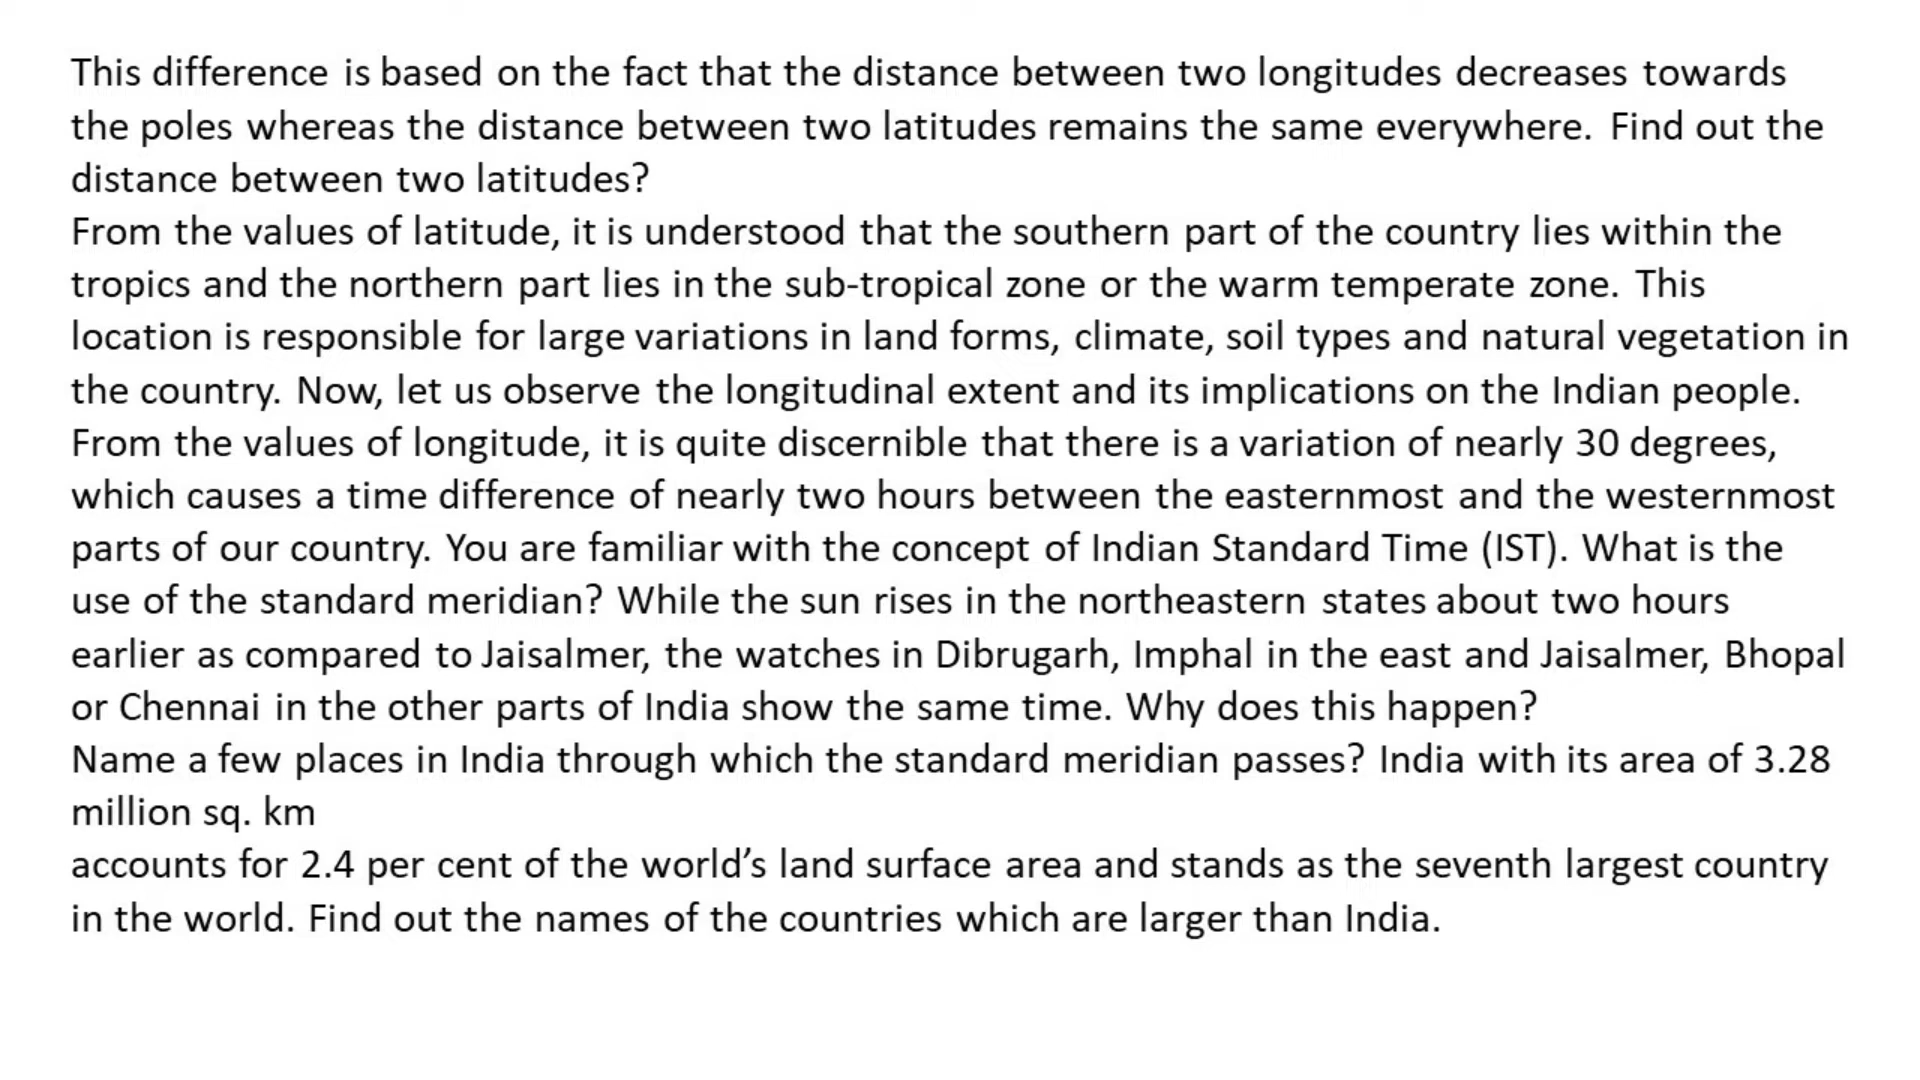 This difference is based on the fact that the distance between two longitudes decreases towards
the poles whereas the distance between two latitudes remains the same everywhere. Find out the
distance between two latitudes?
From the values of latitude, it is understood that the southern part of the country lies within the
tropics and the northern part lies in the sub-tropical zone or the warm temperate zone. This
location is responsible for large variations in land forms, climate, soil types and natural vegetation in
the country. Now, let us observe the longitudinal extent and its implications on the Indian people.
From the values of longitude, it is quite discernible that there is a variation of nearly 30 degrees,
which causes a time difference of nearly two hours between the easternmost and the westernmost
parts of our country. You are familiar with the concept of Indian Standard Time (IST). What is the
use of the standard meridian? While the sun rises in the northeastern states about two hours
earlier as compared to Jaisalmer, the watches in Dibrugarh, Imphal in the east and Jaisalmer, Bhopal
or Chennai in the other parts of India show the same time. Why does this happen?
Name a few places in India through which the standard meridian passes? India with its area of 3.28
million sq. km
accounts for 2.4 per cent of the world’s land surface area and stands as the seventh largest country
in the world. Find out the names of the countries which are larger than India.